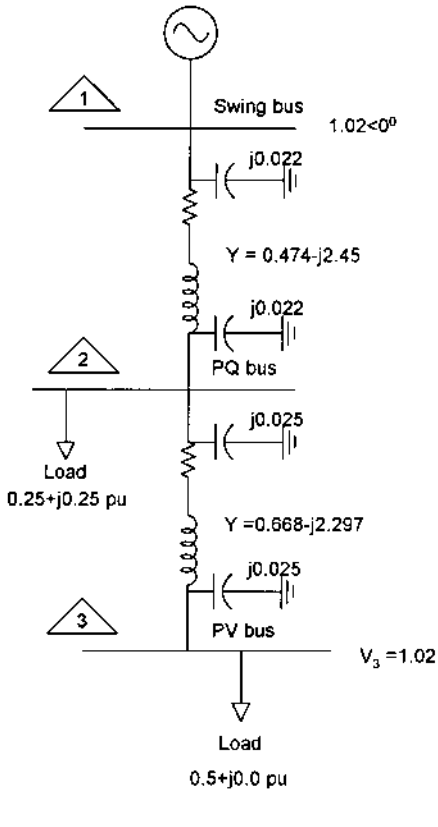 1
Swing bus
1.02<0⁰
j0.022
Y = 0.474-j2.45
j0.022
2
PQ bus
j0.025
Load
0.25+j0.25 pu
Y =0.668-j2.297
j0.025
3
PV bus
V₃ =1.02
Load
0.5+j0.0 pu